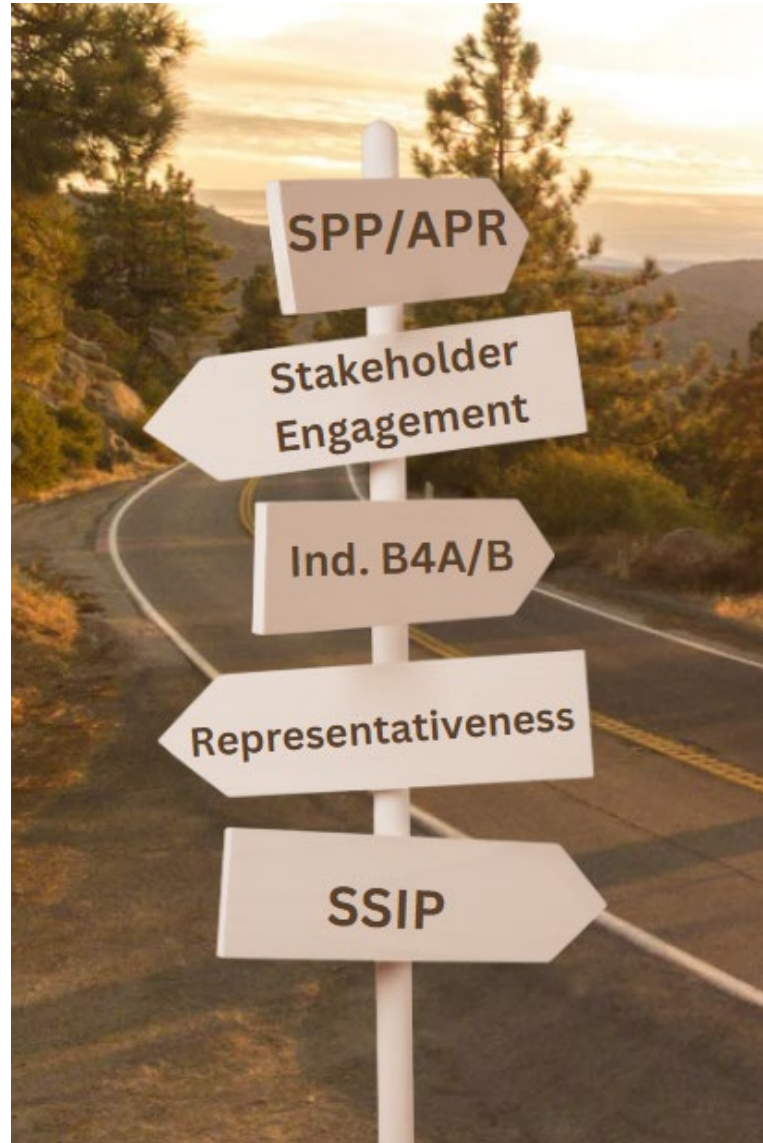 SPP/APR
Stakeholder
Engagement
Ind. B4A/B
Representativeness
SSIP